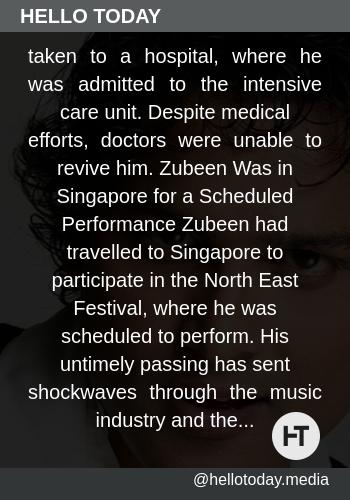 HELLO TODAY
taken to a hospital, where he
was admitted to the intensive
care unit. Despite medical
efforts, doctors were unable to
revive him. Zubeen Was in
Singapore for a Scheduled
Performance Zubeen had
travelled to Singapore to
participate in the North East
Festival, where he was
scheduled to perform. His
untimely passing has sent
shockwaves through the music
industry and the...
HT
@hellotoday.media